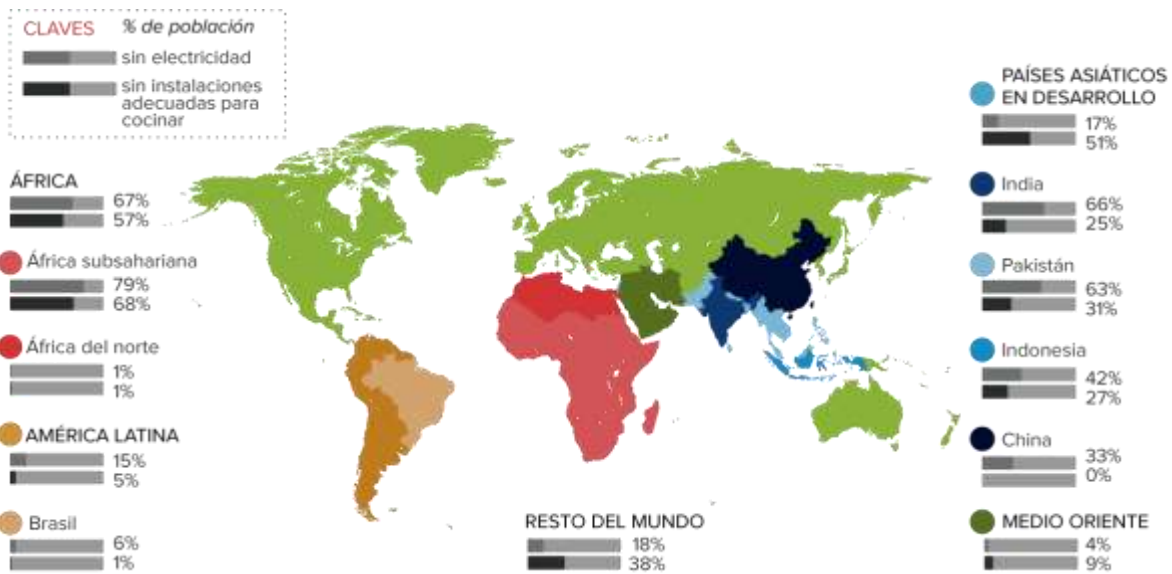 CLAVES % de población
sin electricidad
sin instalaciones
adecuadas para
cocinar
ÁFRICA
67%
57%
África subsahariana
79%
68%
África del norte
1%
1%
AMÉRICA LATINA
15%
5%
Brasil
6%
1%
RESTO DEL MUNDO
18%
38%
PAÍSES ASIÁTICOS
EN DESARROLLO
17%
51%
India
66%
25%
Pakistán
63%
31%
Indonesia
42%
27%
China
33%
0%
MEDIO ORIENTE
4%
9%